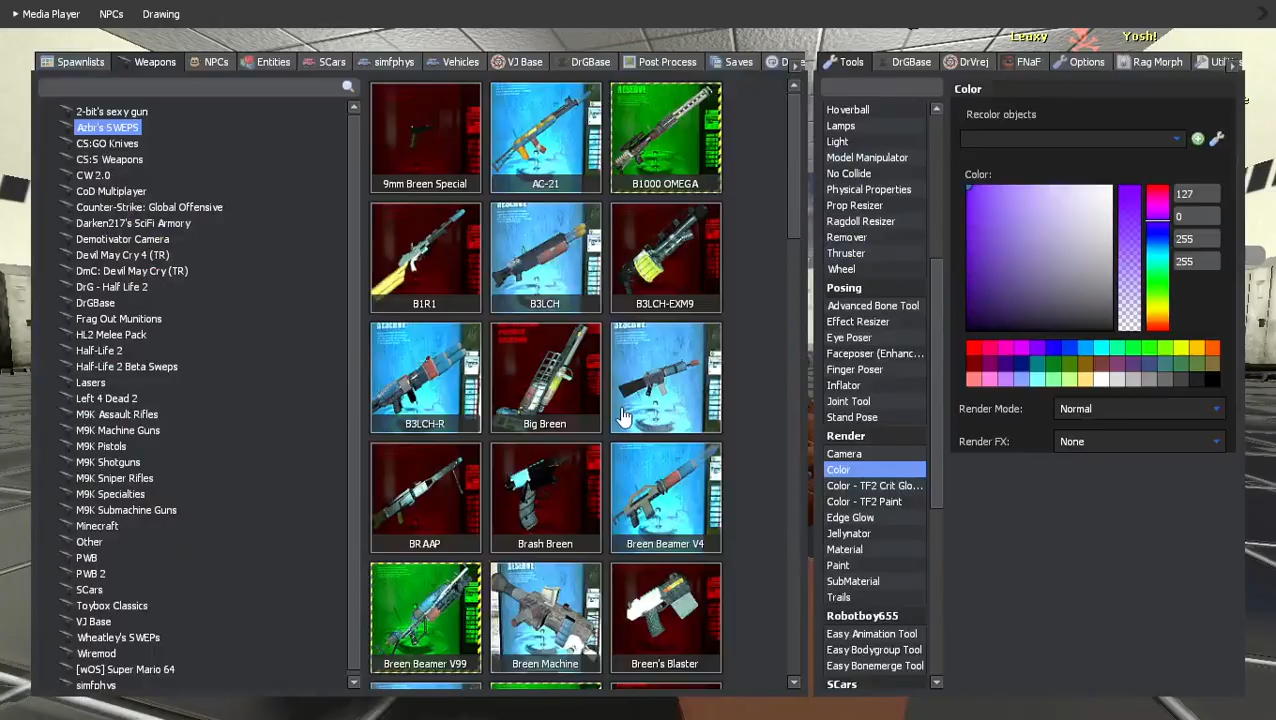 Media Player NPCs Drawing
Leaxy Yosh!
Spawnlists Weapons NPCs Entities SCars simfphys Vehicles VJ Base DrGBase Post Process Saves
Tools DrGBase DrVrej FNaF Options Rag Morph
2-bit's sexy gun
Azbr's SWEPS
CS:GO Knives
CS:S Weapons
CW 2.0
CoD Multiplayer
Counter-Strike: Global Offensive
Darken217's SciFi Armory
Demotivator Camera
Devil May Cry 4 (TR)
DmC: Devil May Cry (TR)
DrG - Half Life 2
DrGBase
Frag Out Munitions
HL2 Melee Pack
Half-Life 2
Half-Life 2 Beta Sweps
Lasers
Left 4 Dead 2
M9K Assault Rifles
M9K Machine Guns
M9K Pistols
M9K Shotguns
M9K Sniper Rifles
M9K Specialties
M9K Submachine Guns
Minecraft
Other
PWB
PWB 2
SCars
Toybox Classics
VJ Base
Wheatley's SWEPs
Wiremod
[wOS] Super Mario 64
simfphys
9mm Breen Special
AC-21
B1000 OMEGA
B1R1
B3LCH
B3LCH-EXM9
B3LCH-R
Big Breen
BRAAP
Brash Breen
Breen Beamer V4
Breen Beamer V99
Breen Machine
Breen's Blaster
Hoverball
Lamps
Light
Model Manipulator
No Collide
Physical Properties
Prop Resizer
Ragdoll Resizer
Remover
Thruster
Wheel
Posing
Advanced Bone Tool
Effect Resizer
Eye Poser
Faceposer (Enhanc...
Finger Poser
Inflator
Joint Tool
Stand Pose
Render
Camera
Color
Color - TF2 Crit Glo...
Color - TF2 Paint
Edge Glow
Jellynator
Material
Paint
SubMaterial
Trails
Robotboy655
Easy Animation Tool
Easy Bodygroup Tool
Easy Bonemerge Tool
SCars
Color
Recolor objects
Color:
127
0
255
255
Render Mode: Normal
Render FX: None